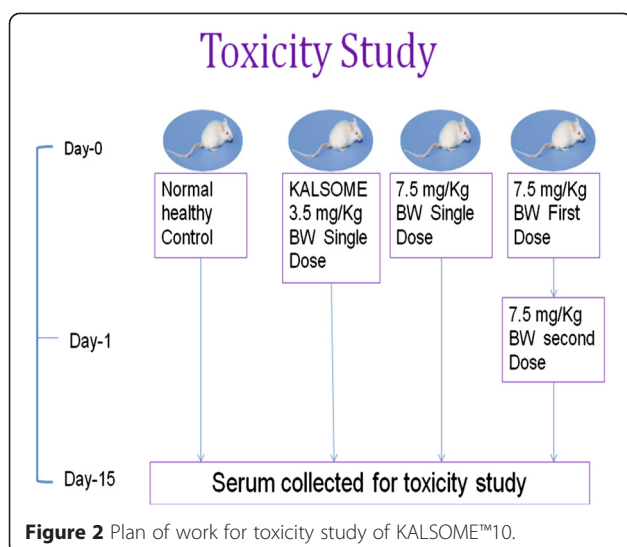 Toxicity Study
Day-0
Normal
healthy
Control
KALSOME
3.5 mg/Kg
BW Single
Dose
7.5 mg/Kg
BW Single
Dose
7.5 mg/Kg
BW First
Dose
Day-1
7.5 mg/Kg
BW second
Dose
Day-15
Serum collected for toxicity study
Figure 2 Plan of work for toxicity study of KALSOME™10.